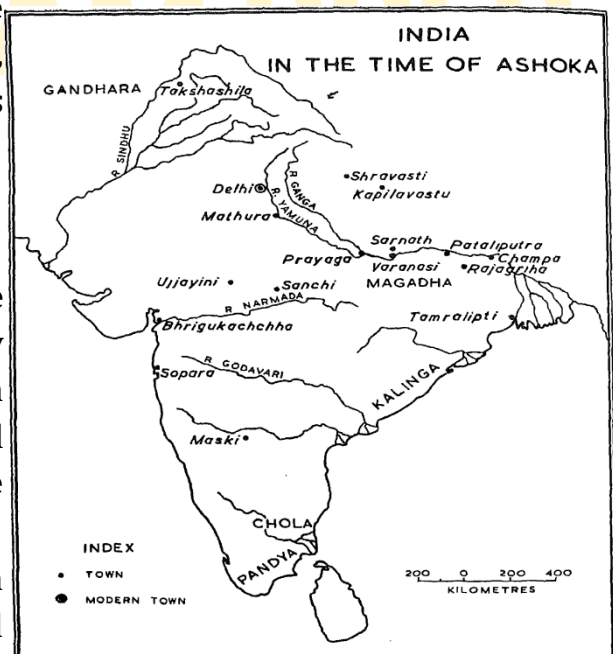 INDIA
IN THE TIME OF ASHOKA
GANDHARA
Takshashila
R. SINDHU
Shravasti
Kapilavastu
Delhi
R. GANGA
R. YAMUNA
Mathura
Sarnath
Pataliputra
Prayaga
Champa
Varanasi
Rajagriha
MAGADHA
Ujjayini
Sanchi
R. NARMADA
Bhrigukachchha
Tamralipti
Sopara
R. GODAVARI
KALINGA
Maski
CHOLA
PANDYA
INDEX
TOWN
MODERN TOWN
200 0 200 400
KILOMETRES